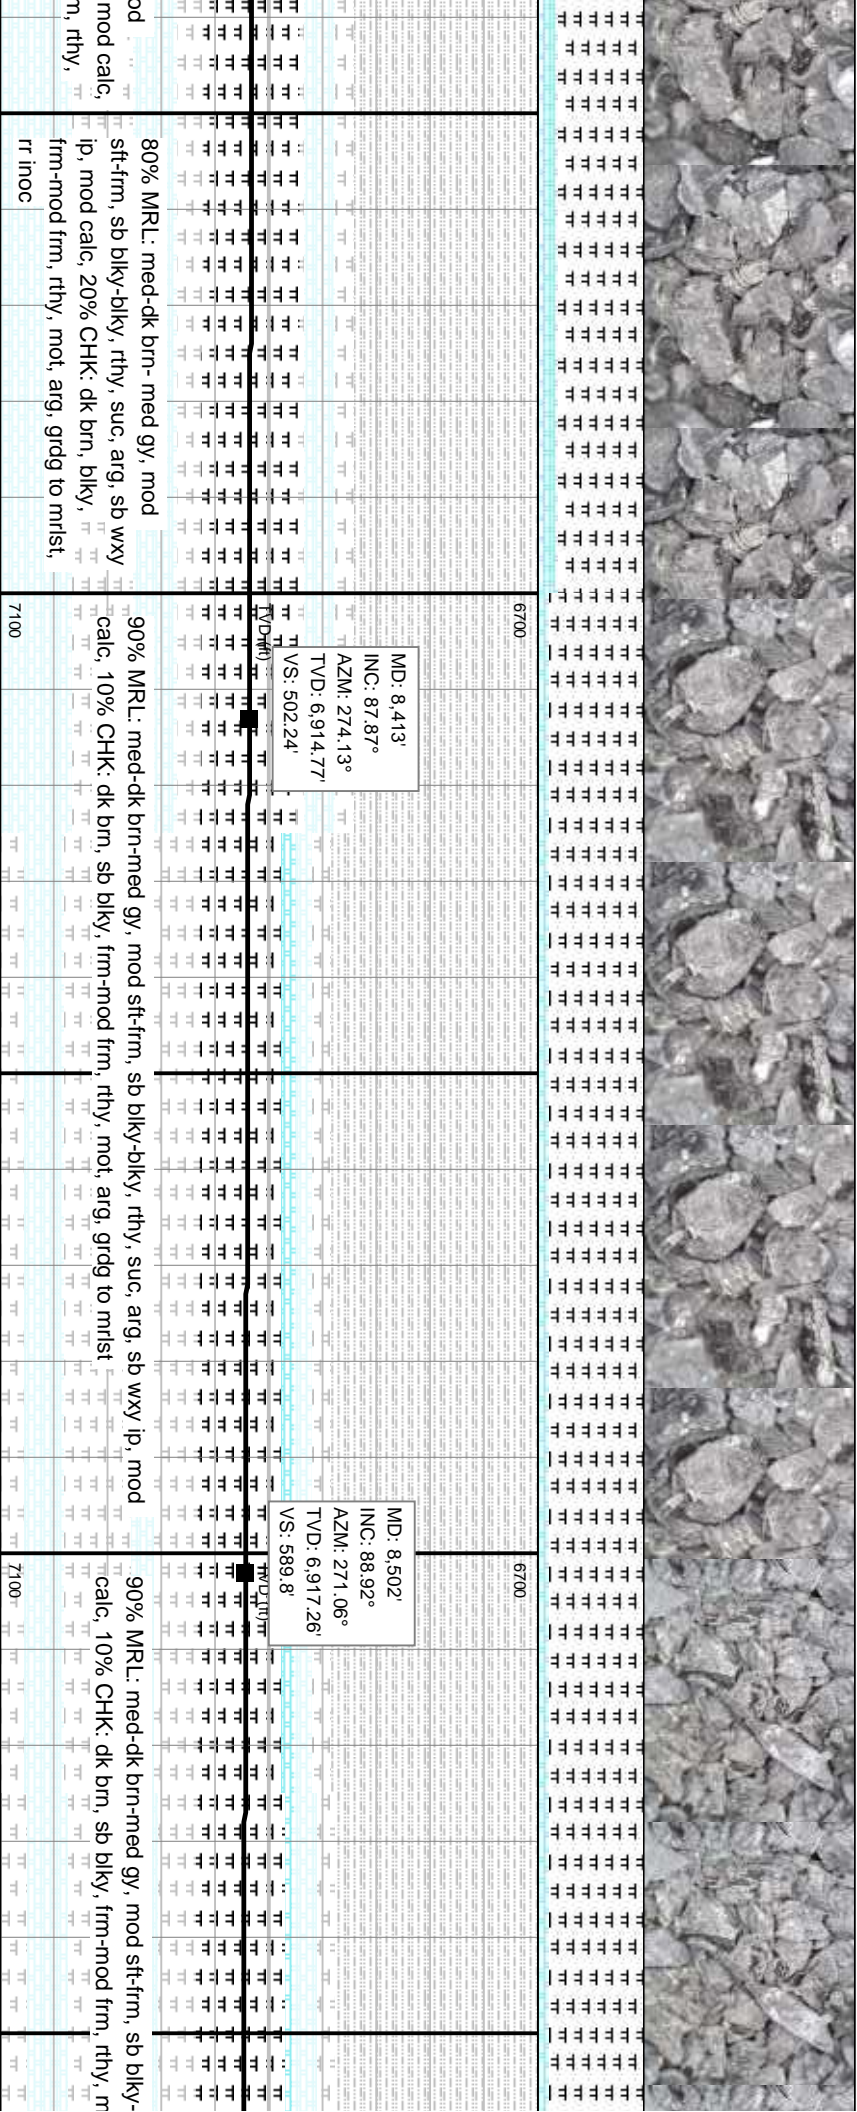 od
mod calc,
m, rthy,
80% MRL: med-dk brn- med gy, mod
sft-frm, sb blky-blky, rthy, suc, arg, sb wxy
ip, mod calc, 20% CHK: dk brn, blky,
frm-mod frm, rthy, mot, arg, grdg to mrlst,
rr inoc
6700
TVD (ft)
7100
MD: 8,413'
INC: 87.87°
AZM: 274.13°
TVD: 6,914.77'
VS: 502.24'
90% MRL: med-dk brn-med gy, mod sft-frm, sb blky-blky, rthy, suc, arg, sb wxy ip, mod
calc, 10% CHK: dk brn, sb blky, frm-mod frm, rthy, mot, arg, grdg to mrlst
MD: 8,502'
INC: 88.92°
AZM: 271.06°
TVD: 6,917.26'
VS: 589.8'
6700
TVD (ft)
7100
90% MRL: med-dk brn-med gy, mod sft-frm, sb blky-
calc, 10% CHK: dk brn, sb blky, frm-mod frm, rthy, m